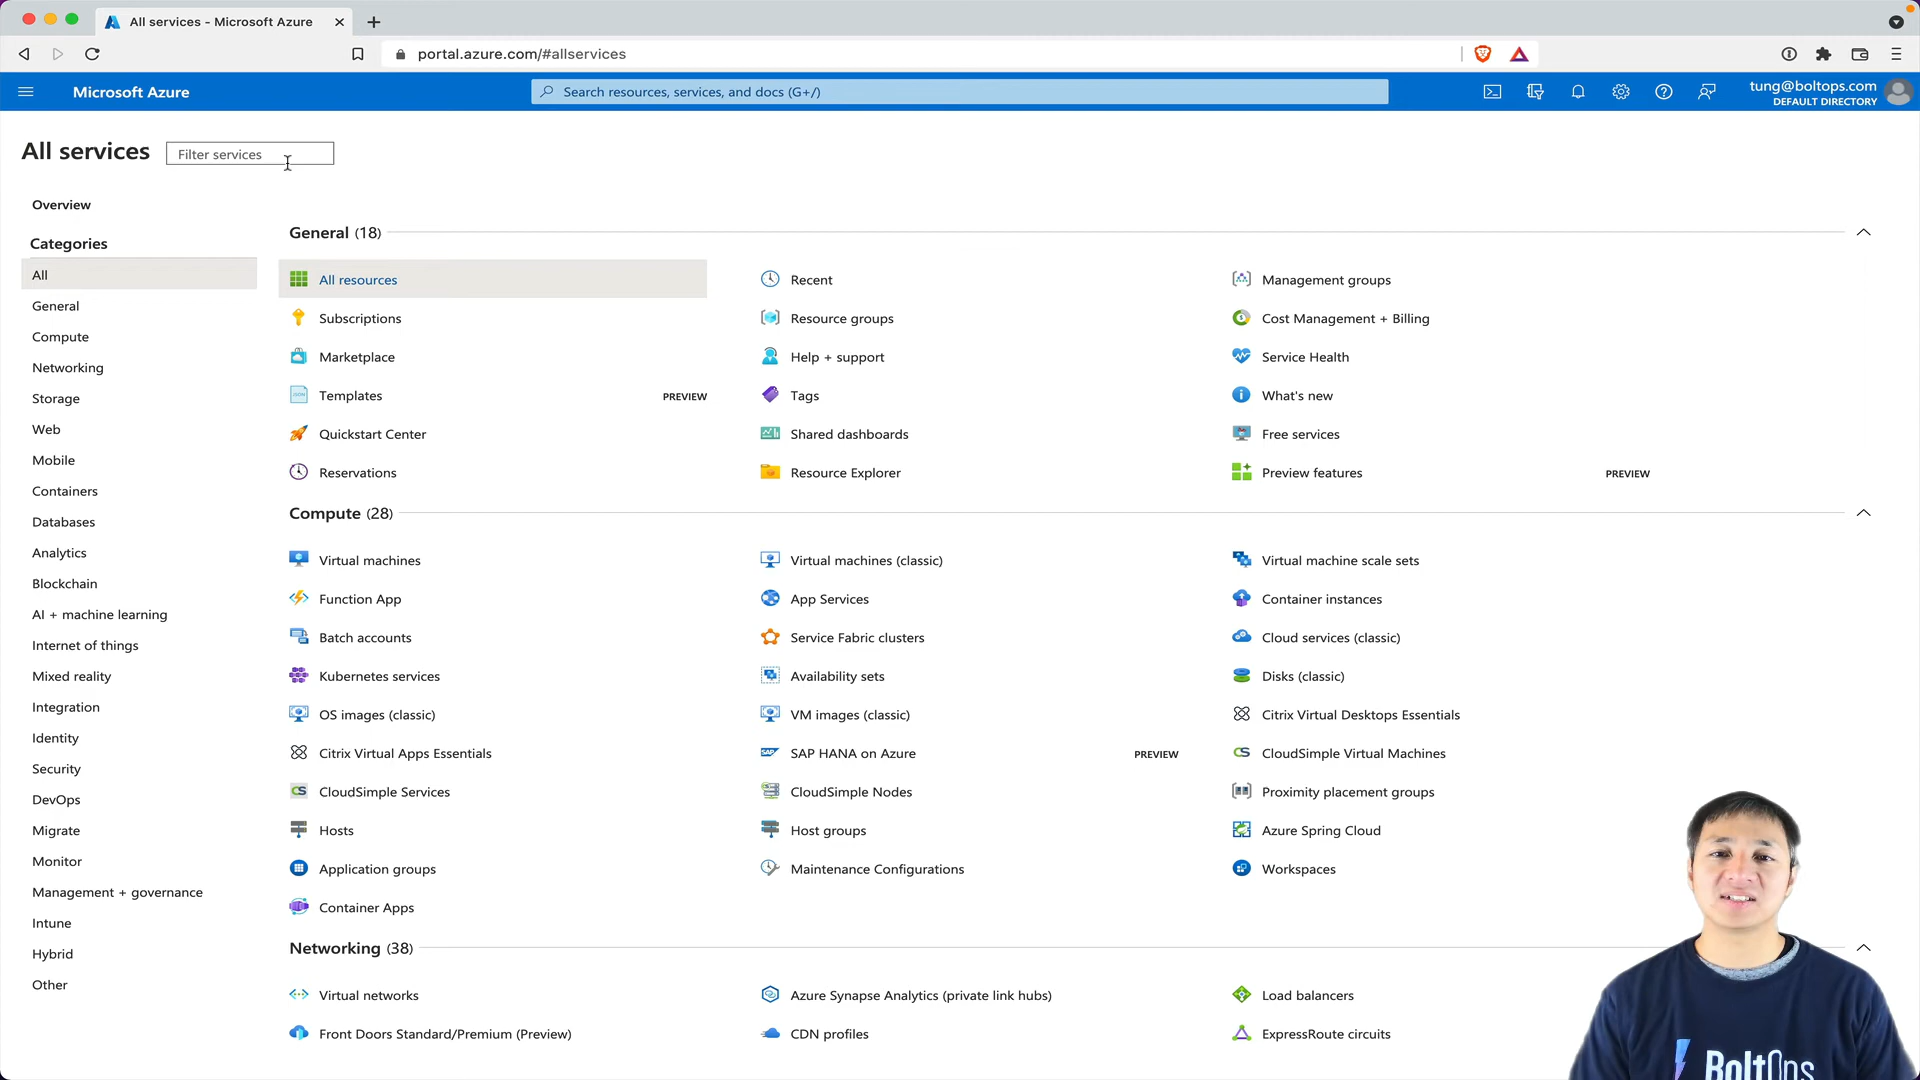 All services - Microsoft Azure
portal.azure.com/#allservices
Microsoft Azure
Search resources, services, and docs (G+/)
tung@boltops.com
DEFAULT DIRECTORY
All services
Filter services
Overview
Categories
All
General
Compute
Networking
Storage
Web
Mobile
Containers
Databases
Analytics
Blockchain
AI + machine learning
Internet of things
Mixed reality
Integration
Identity
Security
DevOps
Migrate
Monitor
Management + governance
Intune
Hybrid
Other
General (18)
All resources
Recent
Management groups
Subscriptions
Resource groups
Cost Management + Billing
Marketplace
Help + support
Service Health
Templates PREVIEW
Tags
What's new
Quickstart Center
Shared dashboards
Free services
Reservations
Resource Explorer
Preview features PREVIEW
Compute (28)
Virtual machines
Virtual machines (classic)
Virtual machine scale sets
Function App
App Services
Container instances
Batch accounts
Service Fabric clusters
Cloud services (classic)
Kubernetes services
Availability sets
Disks (classic)
OS images (classic)
VM images (classic)
Citrix Virtual Desktops Essentials
Citrix Virtual Apps Essentials
SAP HANA on Azure PREVIEW
CloudSimple Virtual Machines
CloudSimple Services
CloudSimple Nodes
Proximity placement groups
Hosts
Host groups
Azure Spring Cloud
Application groups
Maintenance Configurations
Workspaces
Container Apps
Networking (38)
Virtual networks
Azure Synapse Analytics (private link hubs)
Load balancers
Front Doors Standard/Premium (Preview)
CDN profiles
ExpressRoute circuits
BoltOps